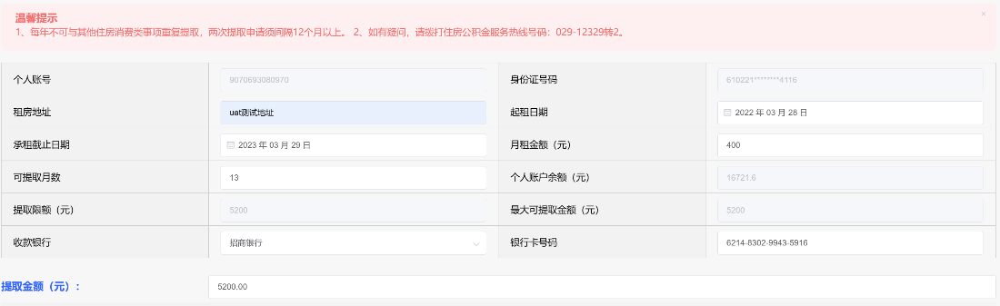 温馨提示
1、每年不可与其他住房消费类事项重复提取，两次提取申请须间隔12个月以上。 2、如有疑问，请拨打住房公积金服务热线号码：029-12329转2。
个人账号 9070693080970 身份证号码 610221********4116
租房地址 uat测试地址 起租日期 2022 年 03 月 28 日
承租截止日期 2023 年 03 月 29 日 月租金额（元） 400
可提取月数 13 个人账户余额（元） 16721.6
提取限额（元） 5200 最大可提取金额（元） 5200
收款银行 招商银行 银行卡号码 6214-8302-9943-5916
提取金额（元）： 5200.00